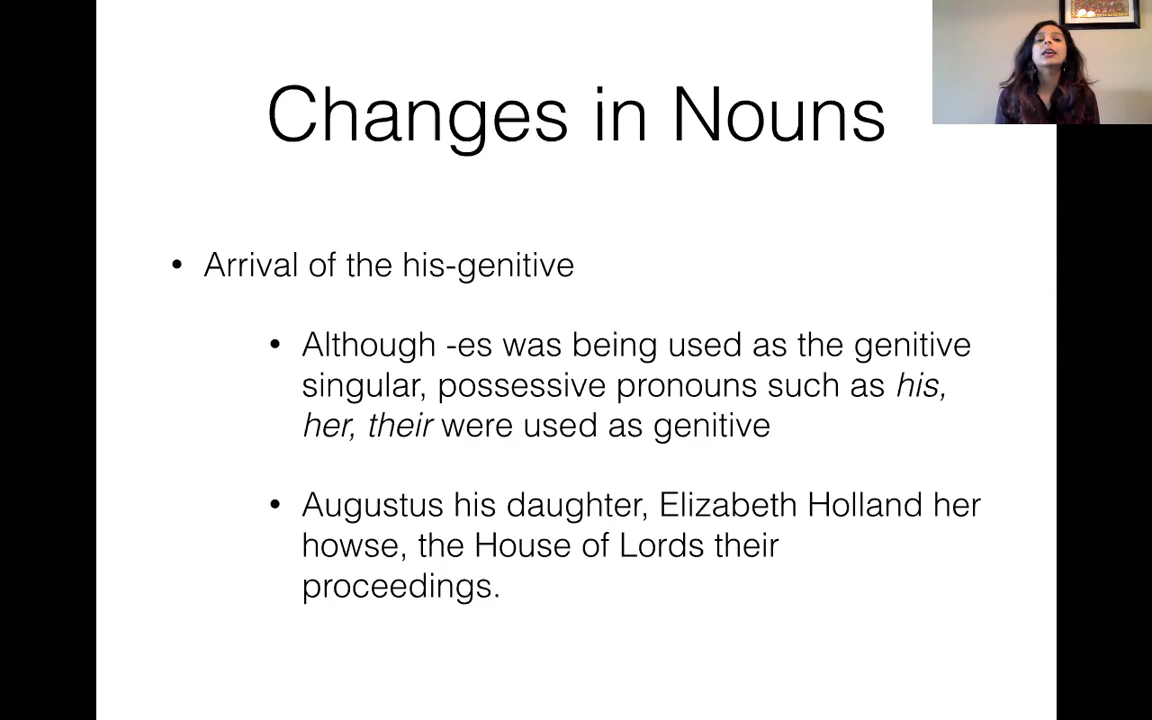 Changes in Nouns
• Arrival of the his-genitive
• Although -es was being used as the genitive
singular, possessive pronouns such as his,
her, their were used as genitive
• Augustus his daughter, Elizabeth Holland her
howse, the House of Lords their
proceedings.